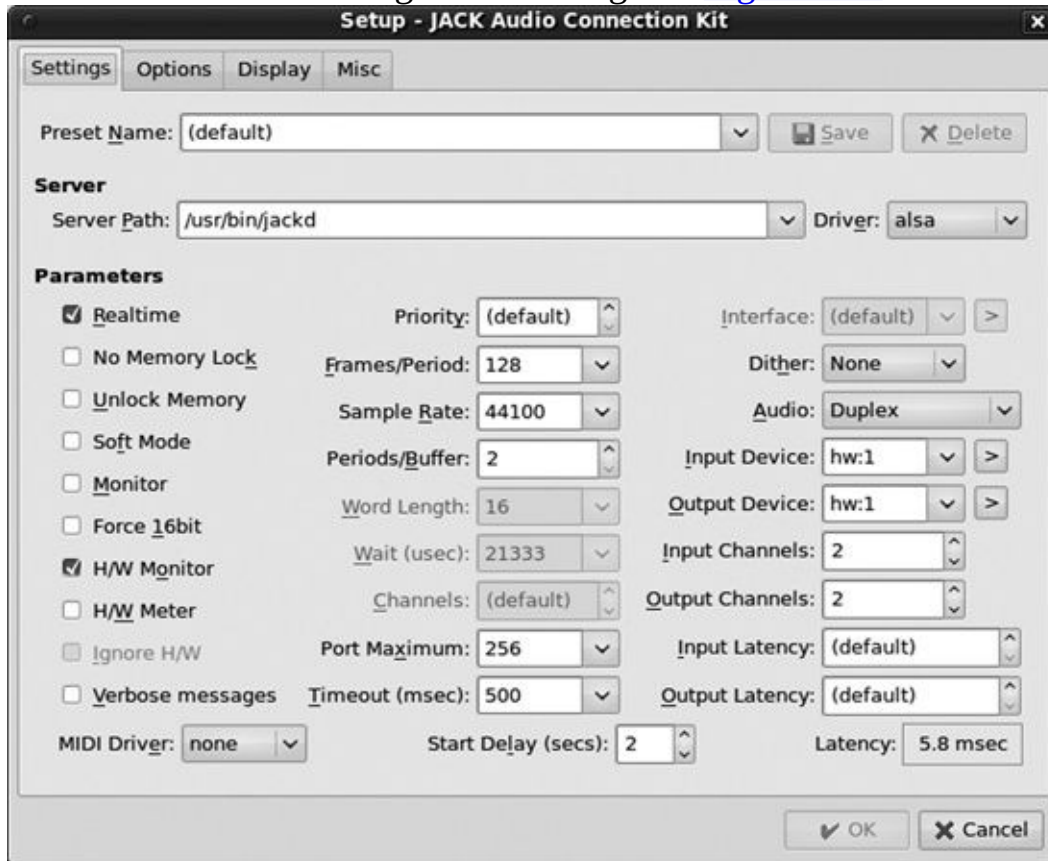 Setup - JACK Audio Connection Kit
Settings Options Display Misc
Preset Name: (default) Save Delete
Server
Server Path: /usr/bin/jackd Driver: alsa
Parameters
Realtime Priority: (default) Interface: (default) >
No Memory Lock Frames/Period: 128 Dither: None
Unlock Memory Sample Rate: 44100 Audio: Duplex
Soft Mode Periods/Buffer: 2 Input Device: hw:1 >
Monitor Word Length: 16 Output Device: hw:1 >
Force 16bit Wait (usec): 21333 Input Channels: 2
H/W Monitor Channels: (default) Output Channels: 2
H/W Meter Port Maximum: 256 Input Latency: (default)
Ignore H/W Timeout (msec): 500 Output Latency: (default)
Verbose messages
MIDI Driver: none Start Delay (secs): 2 Latency: 5.8 msec
OK Cancel